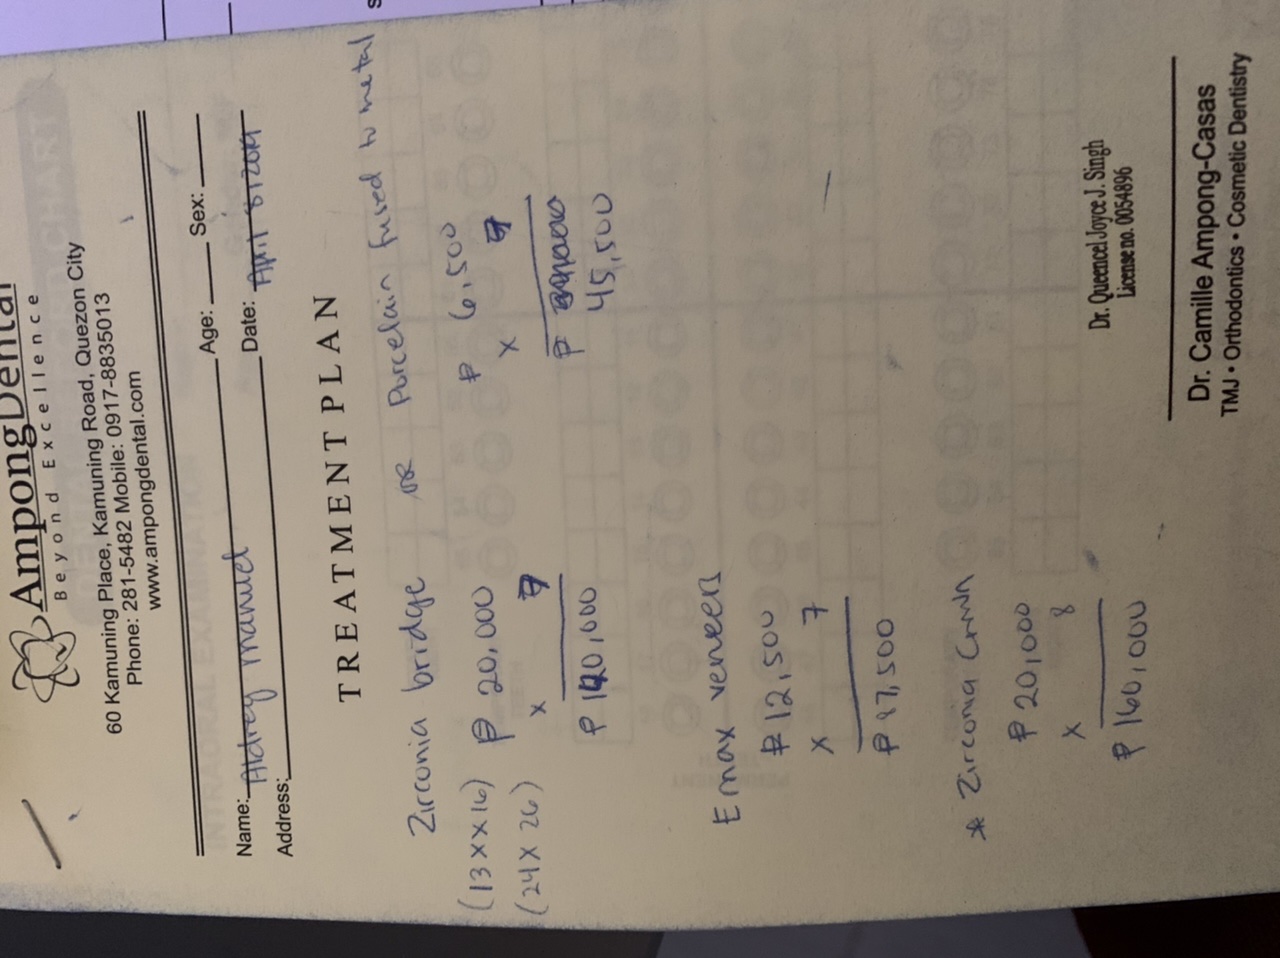 AmpongDental
Beyond Excellence
60 Kamuning Place, Kamuning Road, Quezon City
Phone: 281-5482 Mobile: 0917-8835013
www.ampongdental.com
Name: Aldrey Manuel Age: Sex:
Address: Date: April 8, 2019
TREATMENT PLAN
Zirconia bridge or Porcelain fused to metal
(13 X X 16) ₱ 20,000 ₱ 6,500
(24 X 26) x 7 x 7
₱ 140,000 ₱
45,500
Emax veneers
₱12,500
x 7
₱ 87,500
* Zirconia Crown
₱20,000
x 8
₱ 160,000
Dr. Queencel Joyce J. Singh
License no. 0054896
Dr. Camille Ampong-Casas
TMJ • Orthodontics • Cosmetic Dentistry